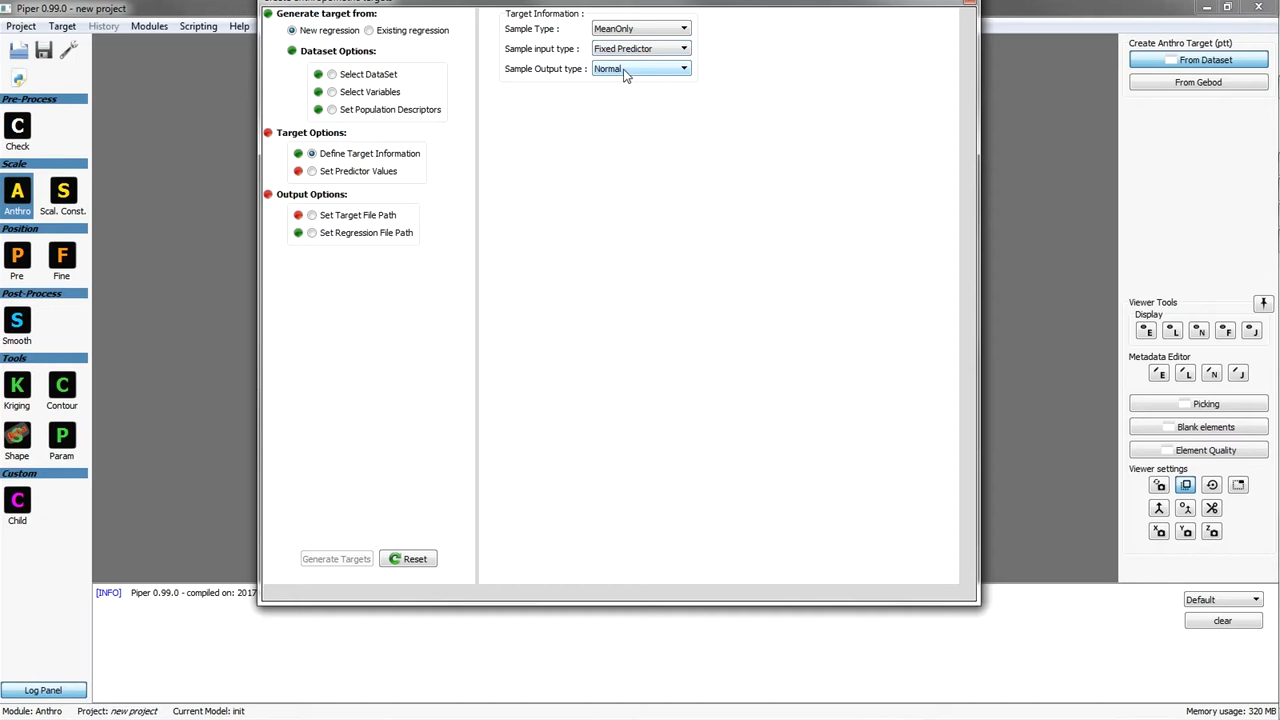 Piper 0.99.0 - new project
Project Target History Modules Scripting Help
Pre-Process
C
Check
Scale
A S
Anthro Scal. Const.
Position
P F
Pre Fine
Post-Process
S
Smooth
Tools
K C
Kriging Contour
S P
Shape Param
Custom
C
Child
Generate target from:
New regression Existing regression
Dataset Options:
Select DataSet
Select Variables
Set Population Descriptors
Target Options:
Define Target Information
Set Predictor Values
Output Options:
Set Target File Path
Set Regression File Path
Generate Targets Reset
Target Information :
Sample Type : MeanOnly
Sample input type : Fixed Predictor
Sample Output type : Normal
Create Anthro Target (ptt)
From Dataset
From Gebod
Viewer Tools
Display
E L N F J
Metadata Editor
E L N J
Picking
Blank elements
Element Quality
Viewer settings
X Y Z
[INFO] Piper 0.99.0 - compiled on: 2017
Default
clear
Log Panel
Module: Anthro Project: new project Current Model: init Memory usage: 320 MB